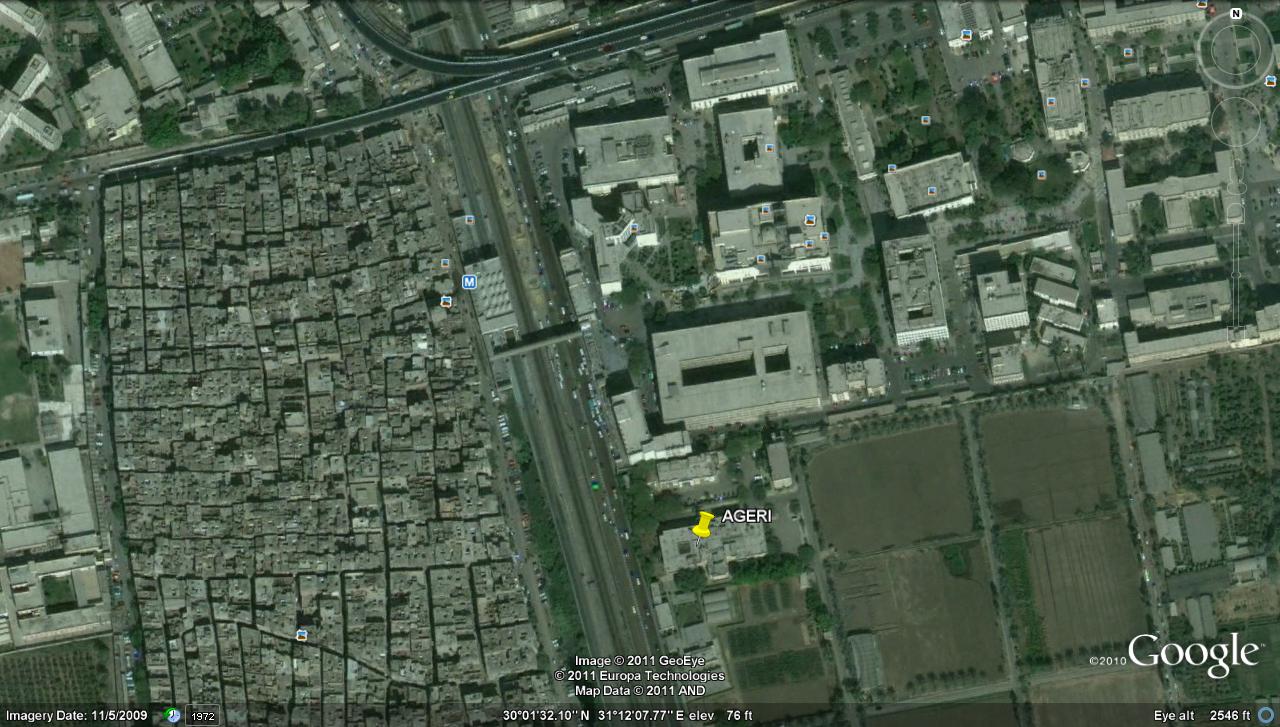 N
M
AGERI
Image © 2011 GeoEye
© 2011 Europa Technologies
Map Data © 2011 AND
©2010 Google™
Imagery Date: 11/5/2009 1972 30°01'32.10" N 31°12'07.77" E elev 76 ft Eye alt 2546 ft